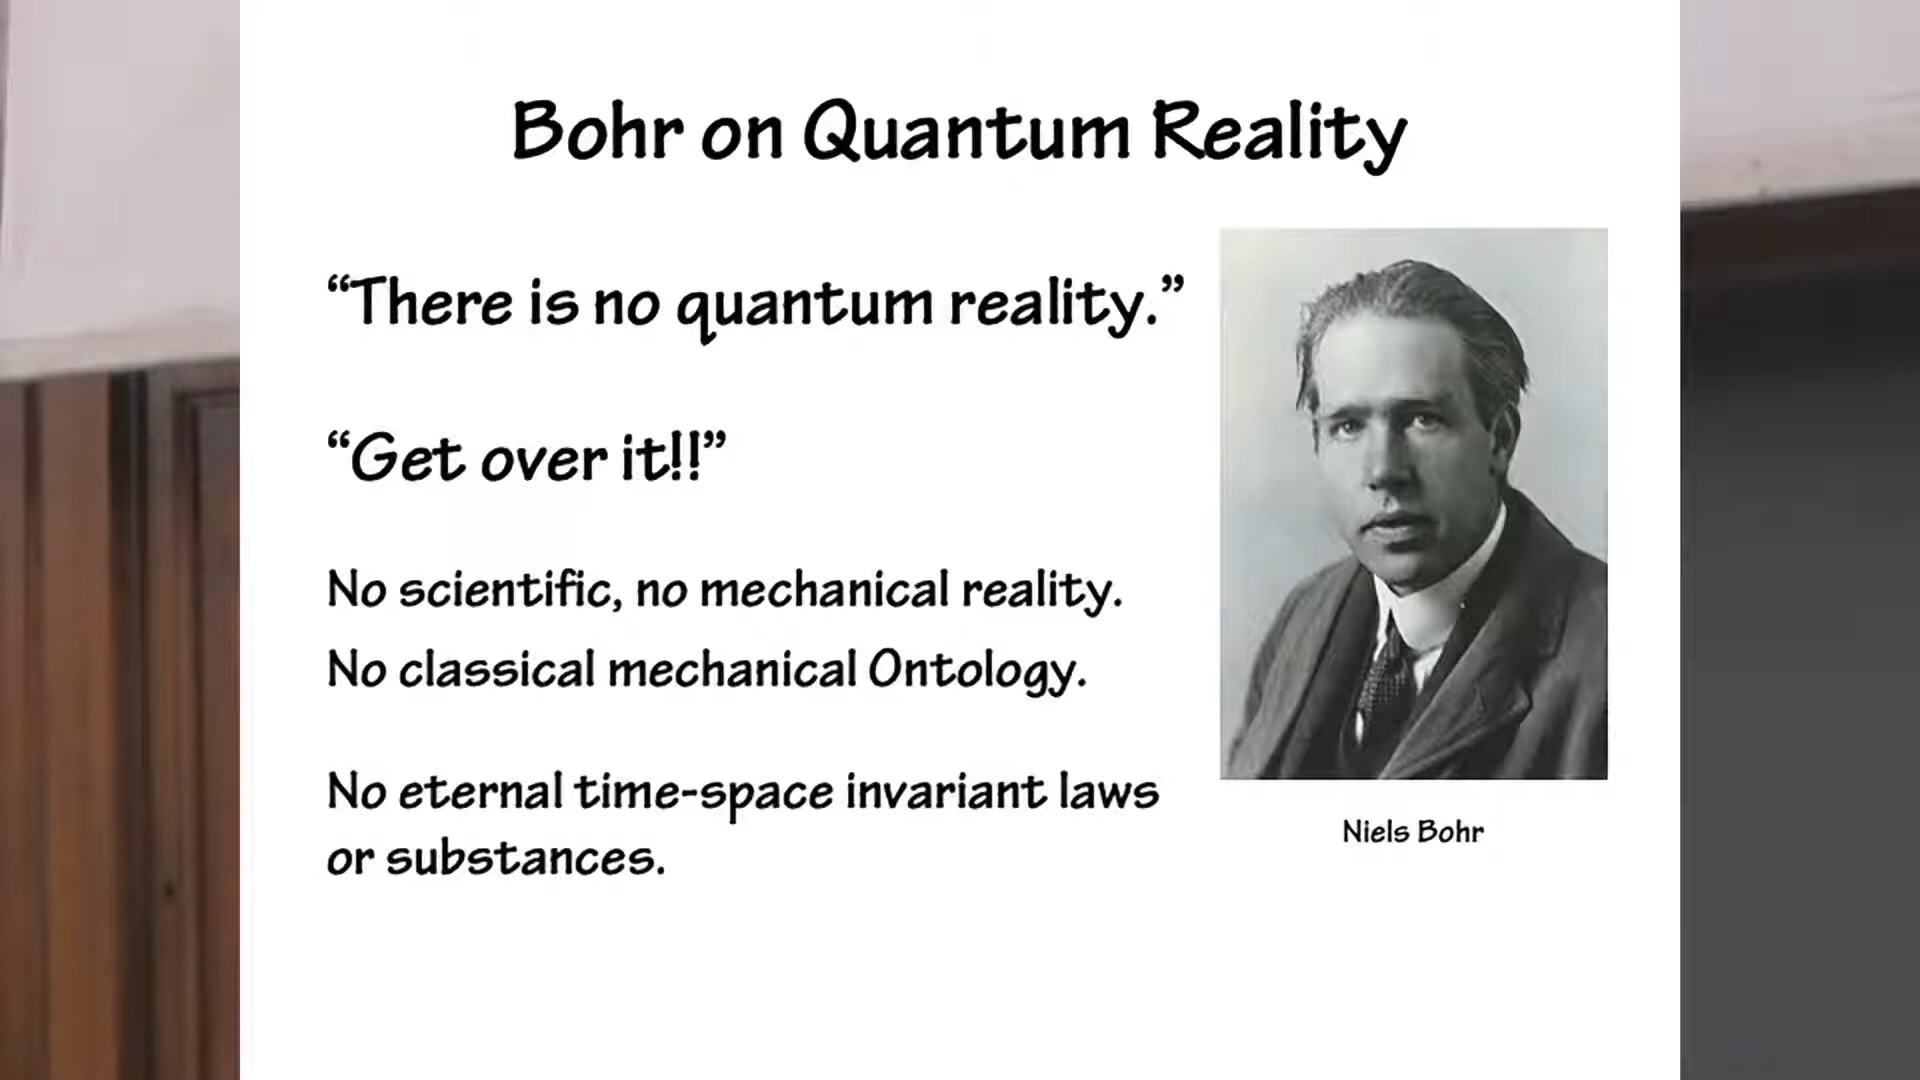 Bohr on Quantum Reality
“There is no quantum reality.”
“Get over it!!”
No scientific, no mechanical reality.
No classical mechanical Ontology.
No eternal time-space invariant laws
or substances.
Niels Bohr